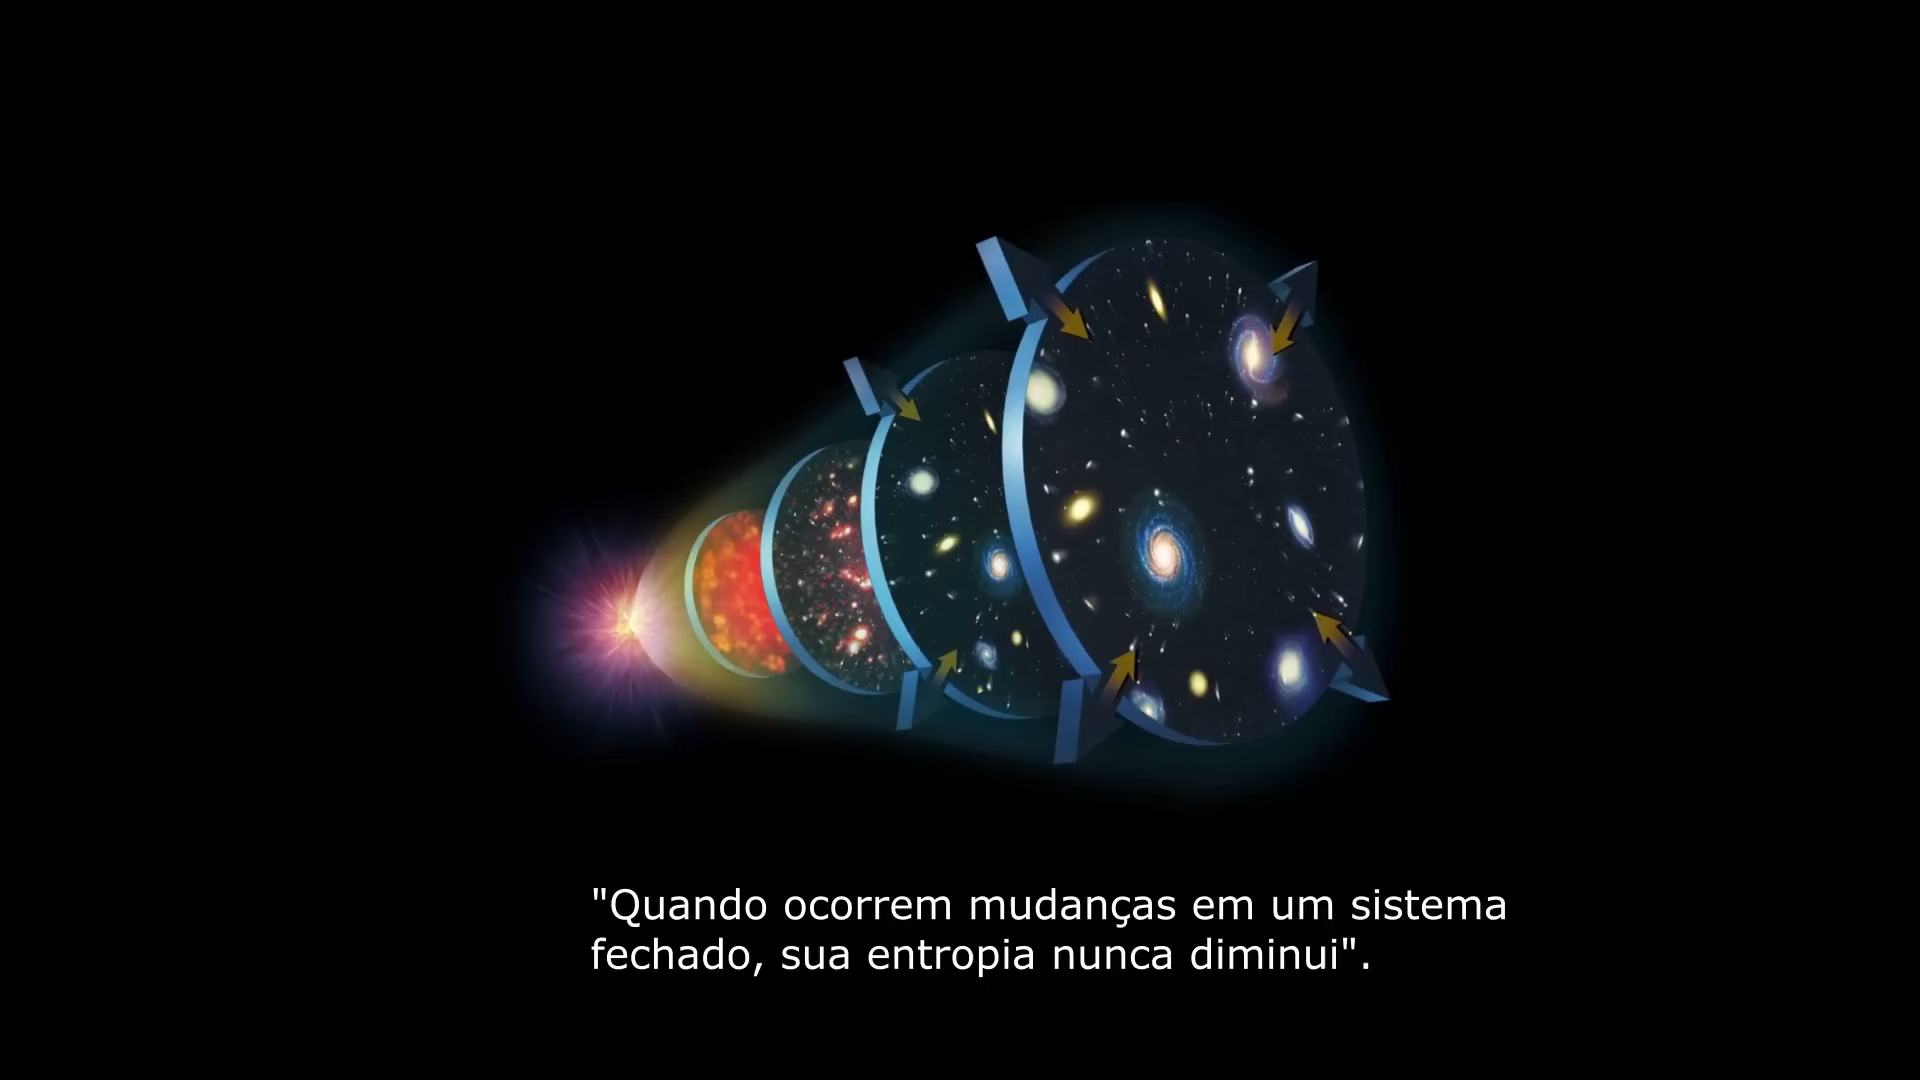 "Quando ocorrem mudanças em um sistema
fechado, sua entropia nunca diminui".